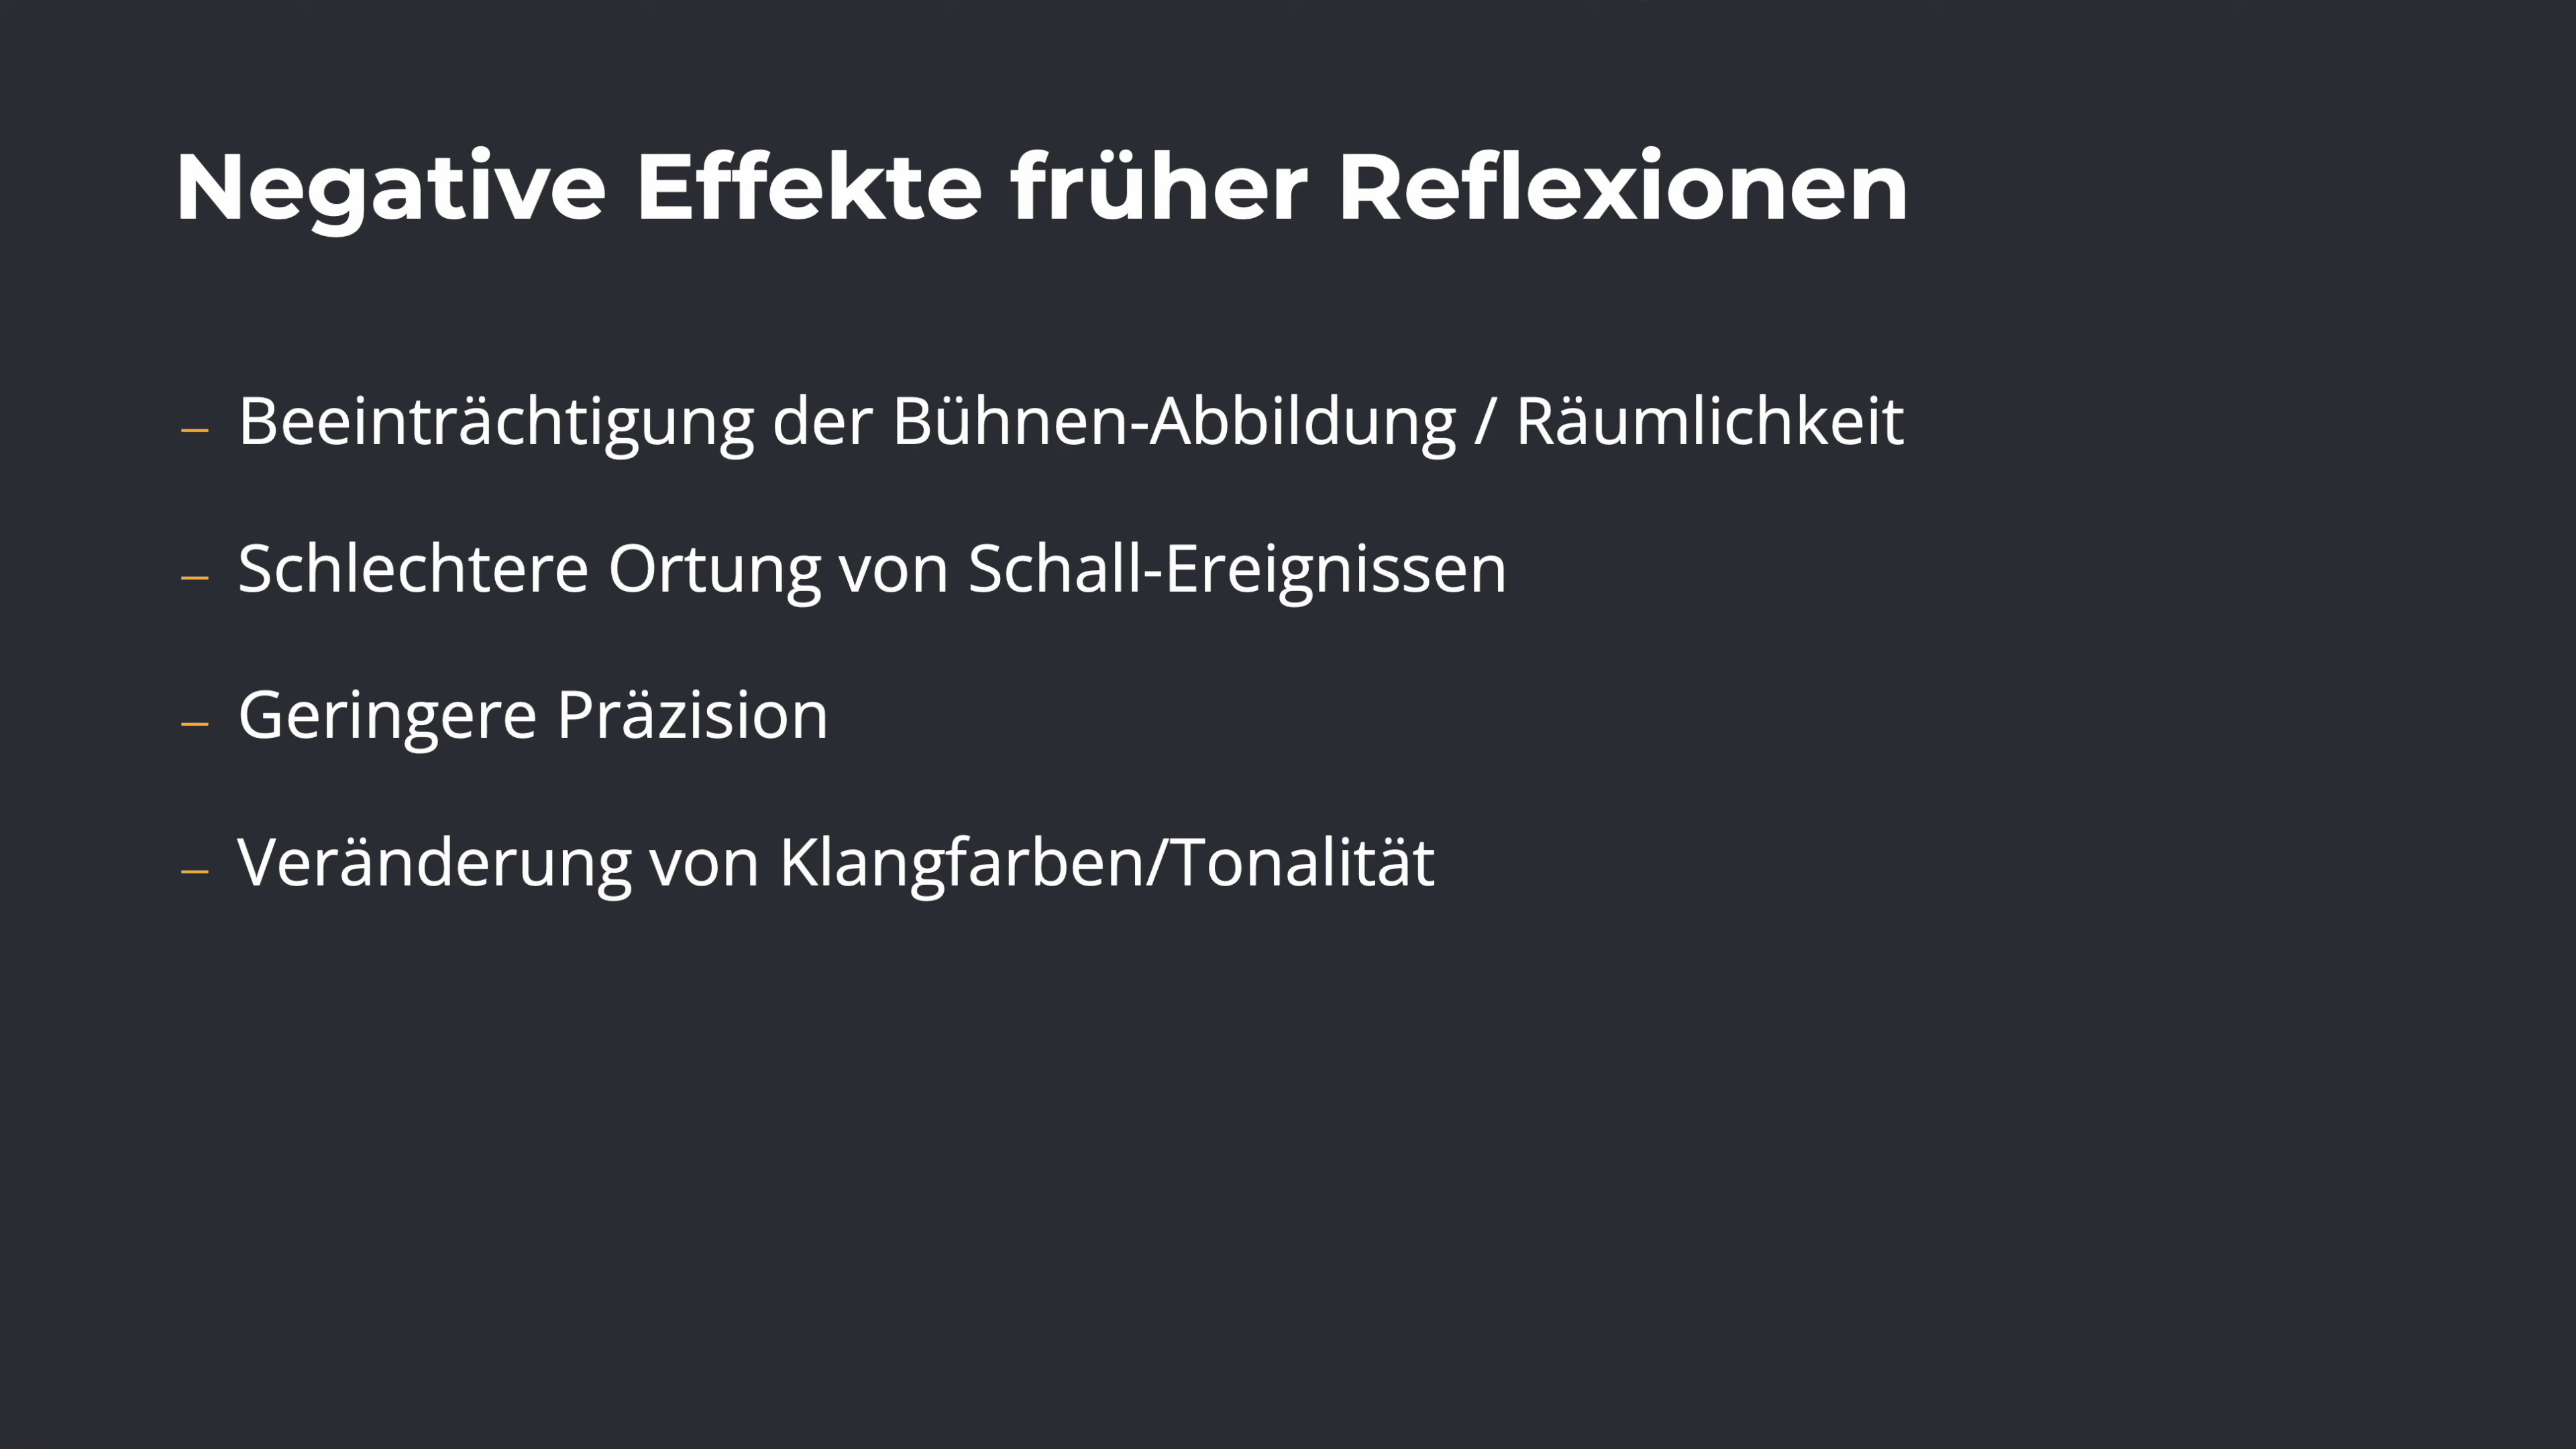 Negative Effekte früher Reflexionen
– Beeinträchtigung der Bühnen-Abbildung / Räumlichkeit
– Schlechtere Ortung von Schall-Ereignissen
– Geringere Präzision
– Veränderung von Klangfarben/Tonalität